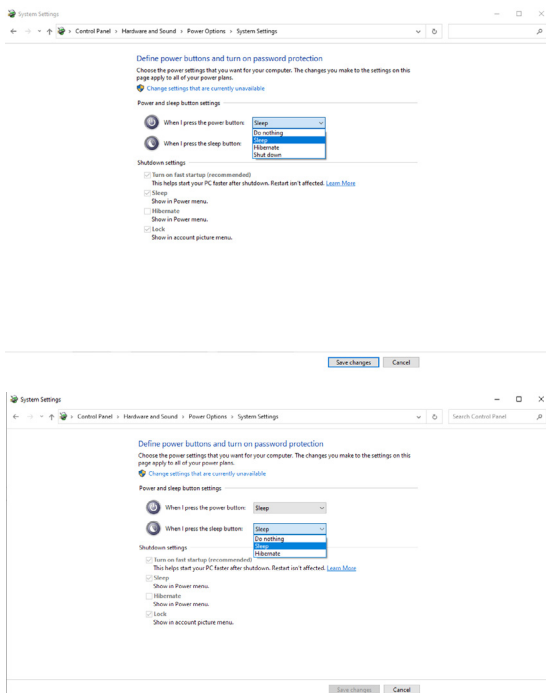 System Settings
Control Panel > Hardware and Sound > Power Options > System Settings
Define power buttons and turn on password protection
Choose the power settings that you want for your computer. The changes you make to the settings on this
page apply to all of your power plans.
Change settings that are currently unavailable
Power and sleep button settings
When I press the power button: Sleep
Do nothing
Sleep
Hibernate
Shut down
When I press the sleep button:
Shutdown settings
Turn on fast startup (recommended)
This helps start your PC faster after shutdown. Restart isn't affected. Learn More
Sleep
Show in Power menu.
Hibernate
Show in Power menu.
Lock
Show in account picture menu.
Save changes Cancel
System Settings
Control Panel > Hardware and Sound > Power Options > System Settings
Search Control Panel
Define power buttons and turn on password protection
Choose the power settings that you want for your computer. The changes you make to the settings on this
page apply to all of your power plans.
Change settings that are currently unavailable
Power and sleep button settings
When I press the power button: Sleep
When I press the sleep button: Sleep
Do nothing
Sleep
Hibernate
Shutdown settings
Turn on fast startup (recommended)
This helps start your PC faster after shutdown. Restart isn't affected. Learn More
Sleep
Show in Power menu.
Hibernate
Show in Power menu.
Lock
Show in account picture menu.
Save changes Cancel